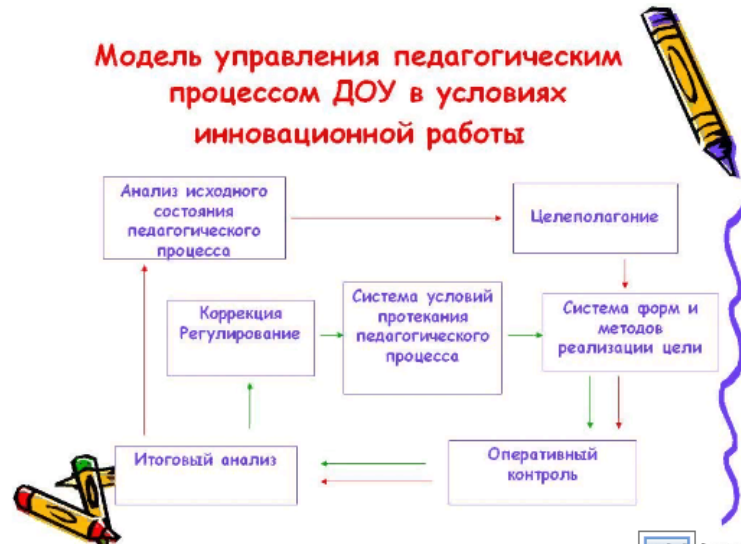 Модель управления педагогическим
процессом ДОУ в условиях
инновационной работы
Анализ исходного
состояния
педагогического
процесса
Целеполагание
Коррекция
Регулирование
Система условий
протекания
педагогического
процесса
Система форм и
методов
реализации цели
Итоговый анализ
Оперативный
контроль